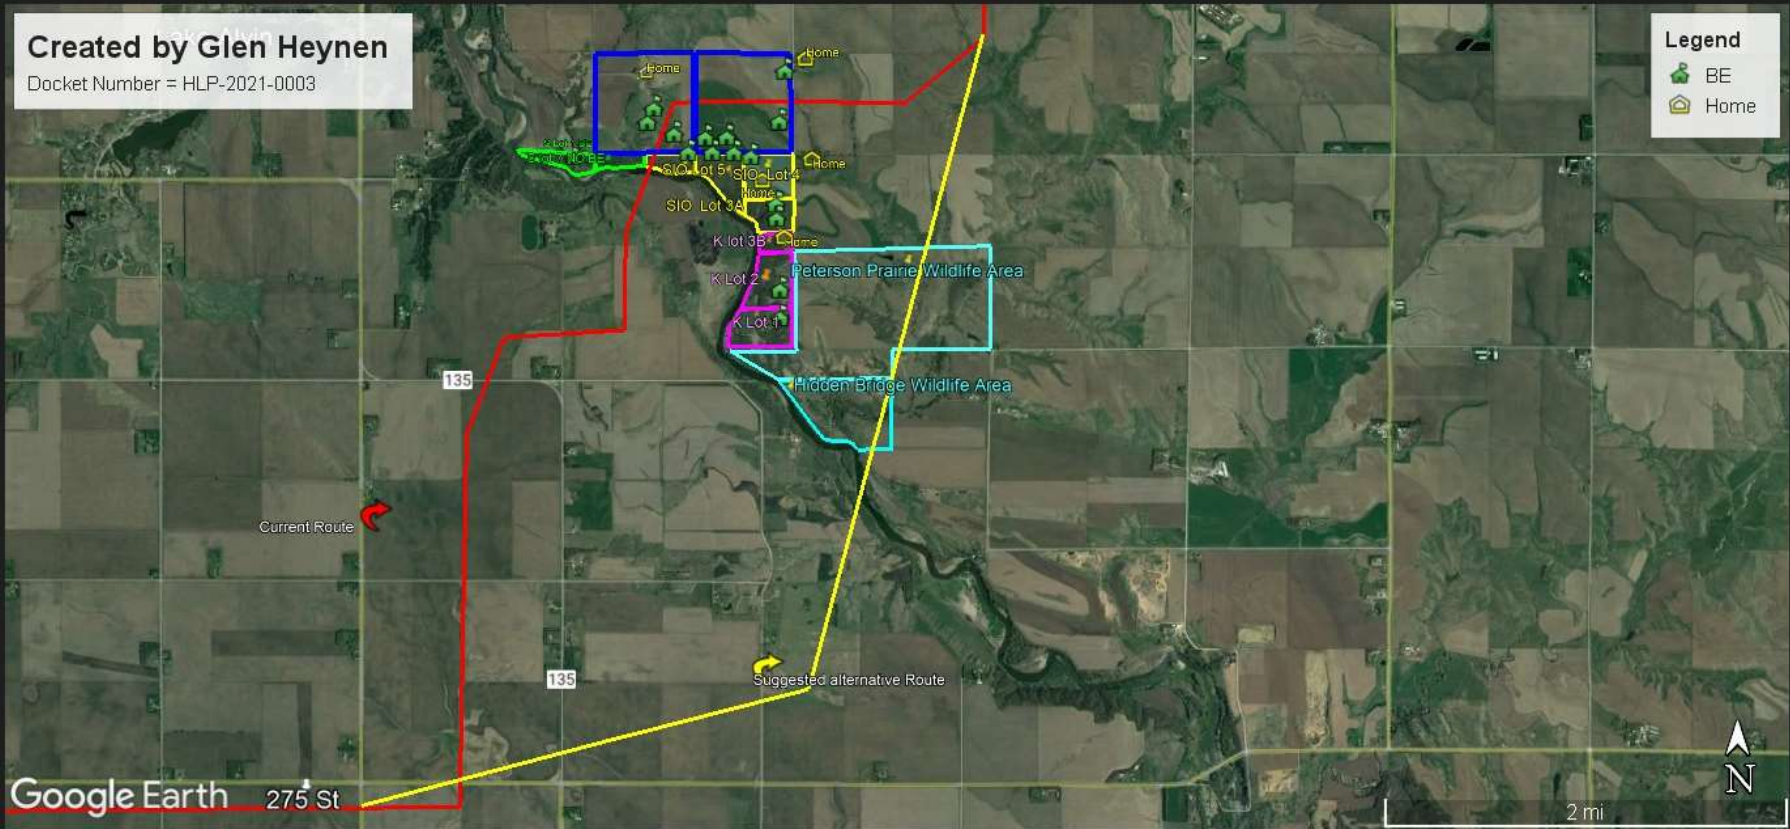 Created by Glen Heynen
Docket Number = HLP-2021-0003
Legend
BE
Home
Home
Home
Home
SIO Lot 5
SIO Lot 4
Home
SIO Lot 3A
K lot 3B
Home
K Lot 2
Peterson Prairie Wildlife Area
K Lot 1
135
Hidden Bridge Wildlife Area
Current Route
135
Suggested alternative Route
Google Earth
275 St
N
2 mi